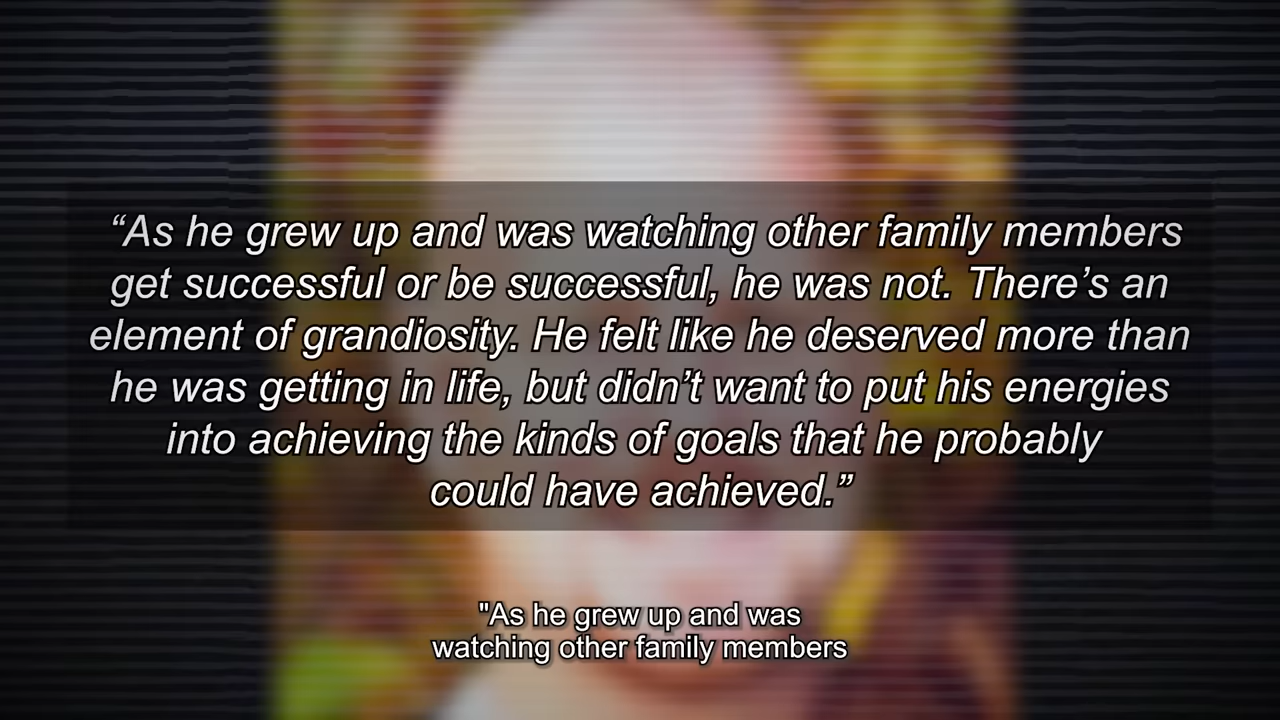 “As he grew up and was watching other family members
get successful or be successful, he was not. There’s an
element of grandiosity. He felt like he deserved more than
he was getting in life, but didn’t want to put his energies
into achieving the kinds of goals that he probably
could have achieved.”
"As he grew up and was
watching other family members